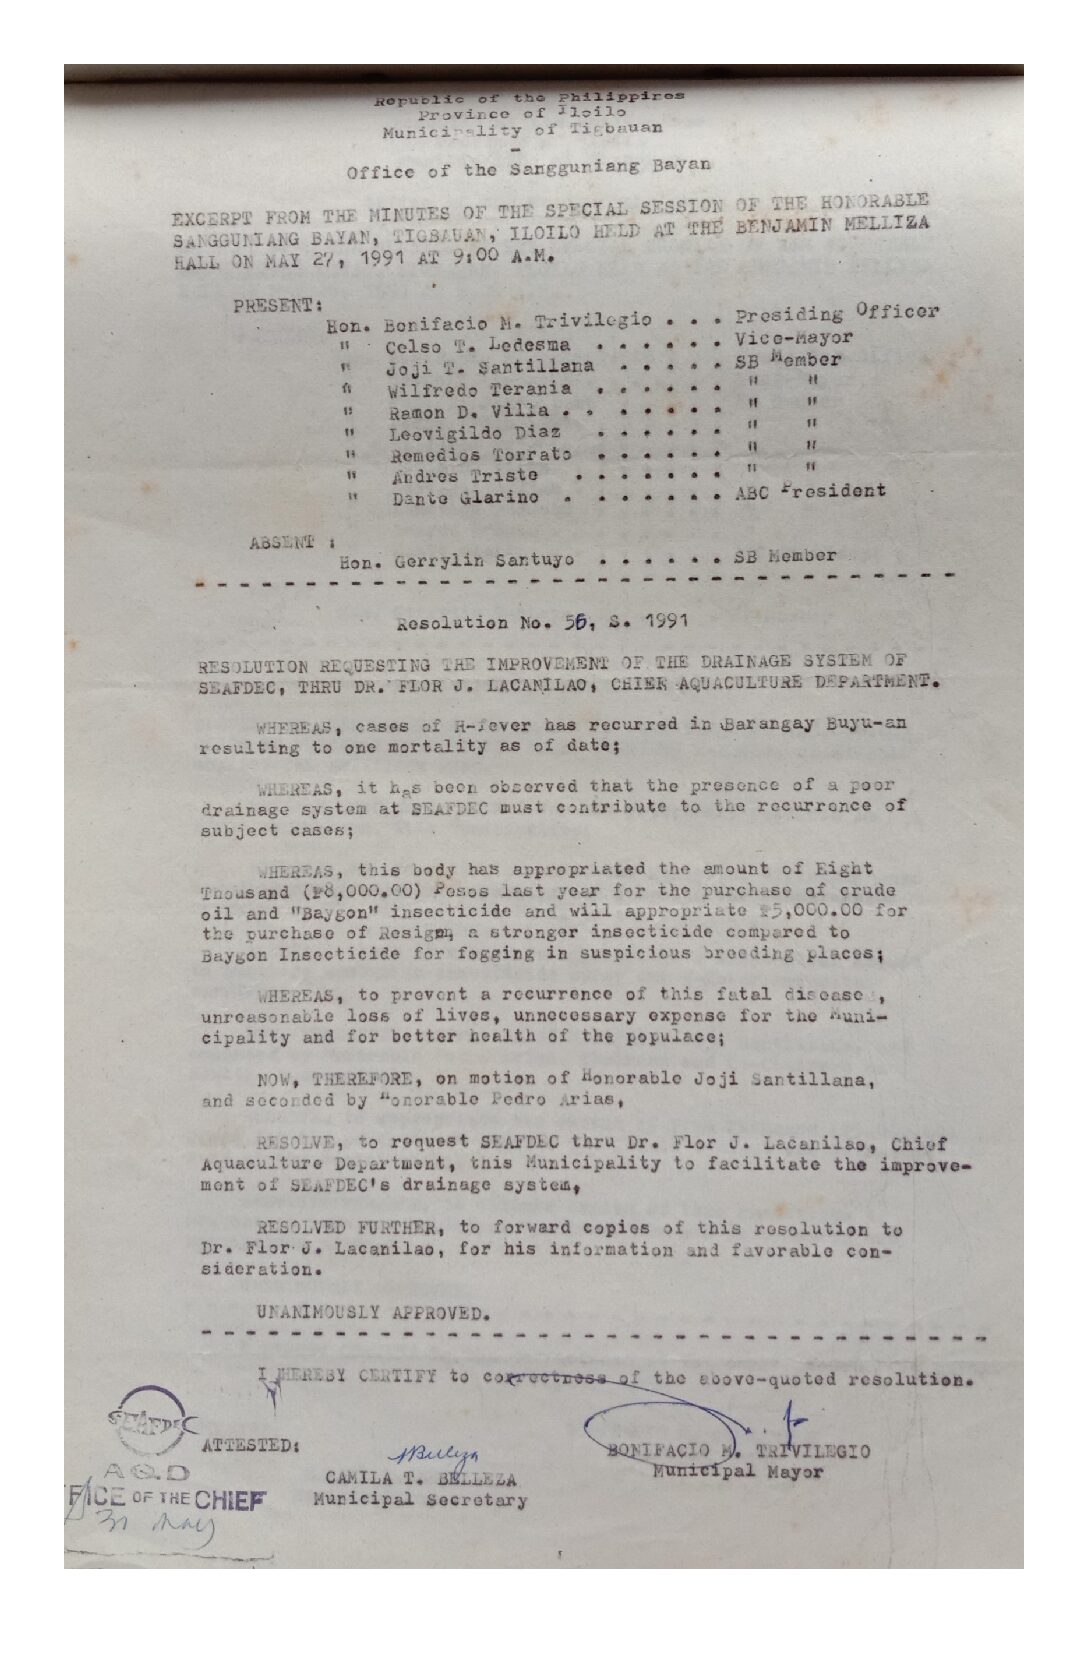 Republic of the Philippines
Province of Iloilo
Municipality of Tigbauan
-
Office of the Sangguniang Bayan
EXCERPT FROM THE MINUTES OF THE SPECIAL SESSION OF THE HONORABLE
SANGGUNIANG BAYAN, TIGBAUAN, ILOILO HELD AT THE BENJAMIN MELLIZA
HALL ON MAY 27, 1991 AT 9:00 A.M.
PRESENT:
Hon. Bonifacio M. Trivilegio . . . Presiding Officer
" Celso T. Ledesma . . . . . . Vice-Mayor
" Joji T. Santillana . . . . . SB Member
" Wilfredo Terania . . . . . . " "
" Ramon D. Villa . . . . . . . . " "
" Leovigildo Diaz . . . . . . " "
" Remedios Torrato . . . . . . " "
" Andres Triste . . . . . . . " "
" Dante Glarino . . . . . . . ABC President
ABSENT :
Hon. Gerrylin Santuyo . . . . . . SB Member
- - - - - - - - - - - - - - - - - - - - - - - - - - - - - - - - - -
Resolution No. 56, S. 1991
RESOLUTION REQUESTING THE IMPROVEMENT OF THE DRAINAGE SYSTEM OF
SEAFDEC, THRU DR. FLOR J. LACANILAO, CHIEF AQUACULTURE DEPARTMENT.
WHEREAS, cases of H-fever has recurred in Barangay Buyu-an
resulting to one mortality as of date;
WHEREAS, it has been observed that the presence of a poor
drainage system at SEAFDEC must contribute to the recurrence of
subject cases;
WHEREAS, this body has appropriated the amount of Eight
Thousand (₱8,000.00) Pesos last year for the purchase of crude
oil and "Baygon" insecticide and will appropriate ₱5,000.00 for
the purchase of Resigen, a stronger insecticide compared to
Baygon Insecticide for fogging in suspicious breeding places;
WHEREAS, to prevent a recurrence of this fatal disease,
unreasonable loss of lives, unnecessary expense for the Muni-
cipality and for better health of the populace;
NOW, THEREFORE, on motion of Honorable Joji Santillana,
and seconded by Honorable Pedro Arias,
RESOLVE, to request SEAFDEC thru Dr. Flor J. Lacanilao, Chief
Aquaculture Department, this Municipality to facilitate the improve-
ment of SEAFDEC's drainage system,
RESOLVED FURTHER, to forward copies of this resolution to
Dr. Flor J. Lacanilao, for his information and favorable con-
sideration.
UNANIMOUSLY APPROVED.
- - - - - - - - - - - - - - - - - - - - - - - - - - - - - - - - - -
I HEREBY CERTIFY to correctness of the above-quoted resolution.
SEAFDEC
AQD
OFFICE OF THE CHIEF
31 May
ATTESTED:
CAMILA T. BELLEZA
Municipal Secretary
BONIFACIO M. TRIVILEGIO
Municipal Mayor